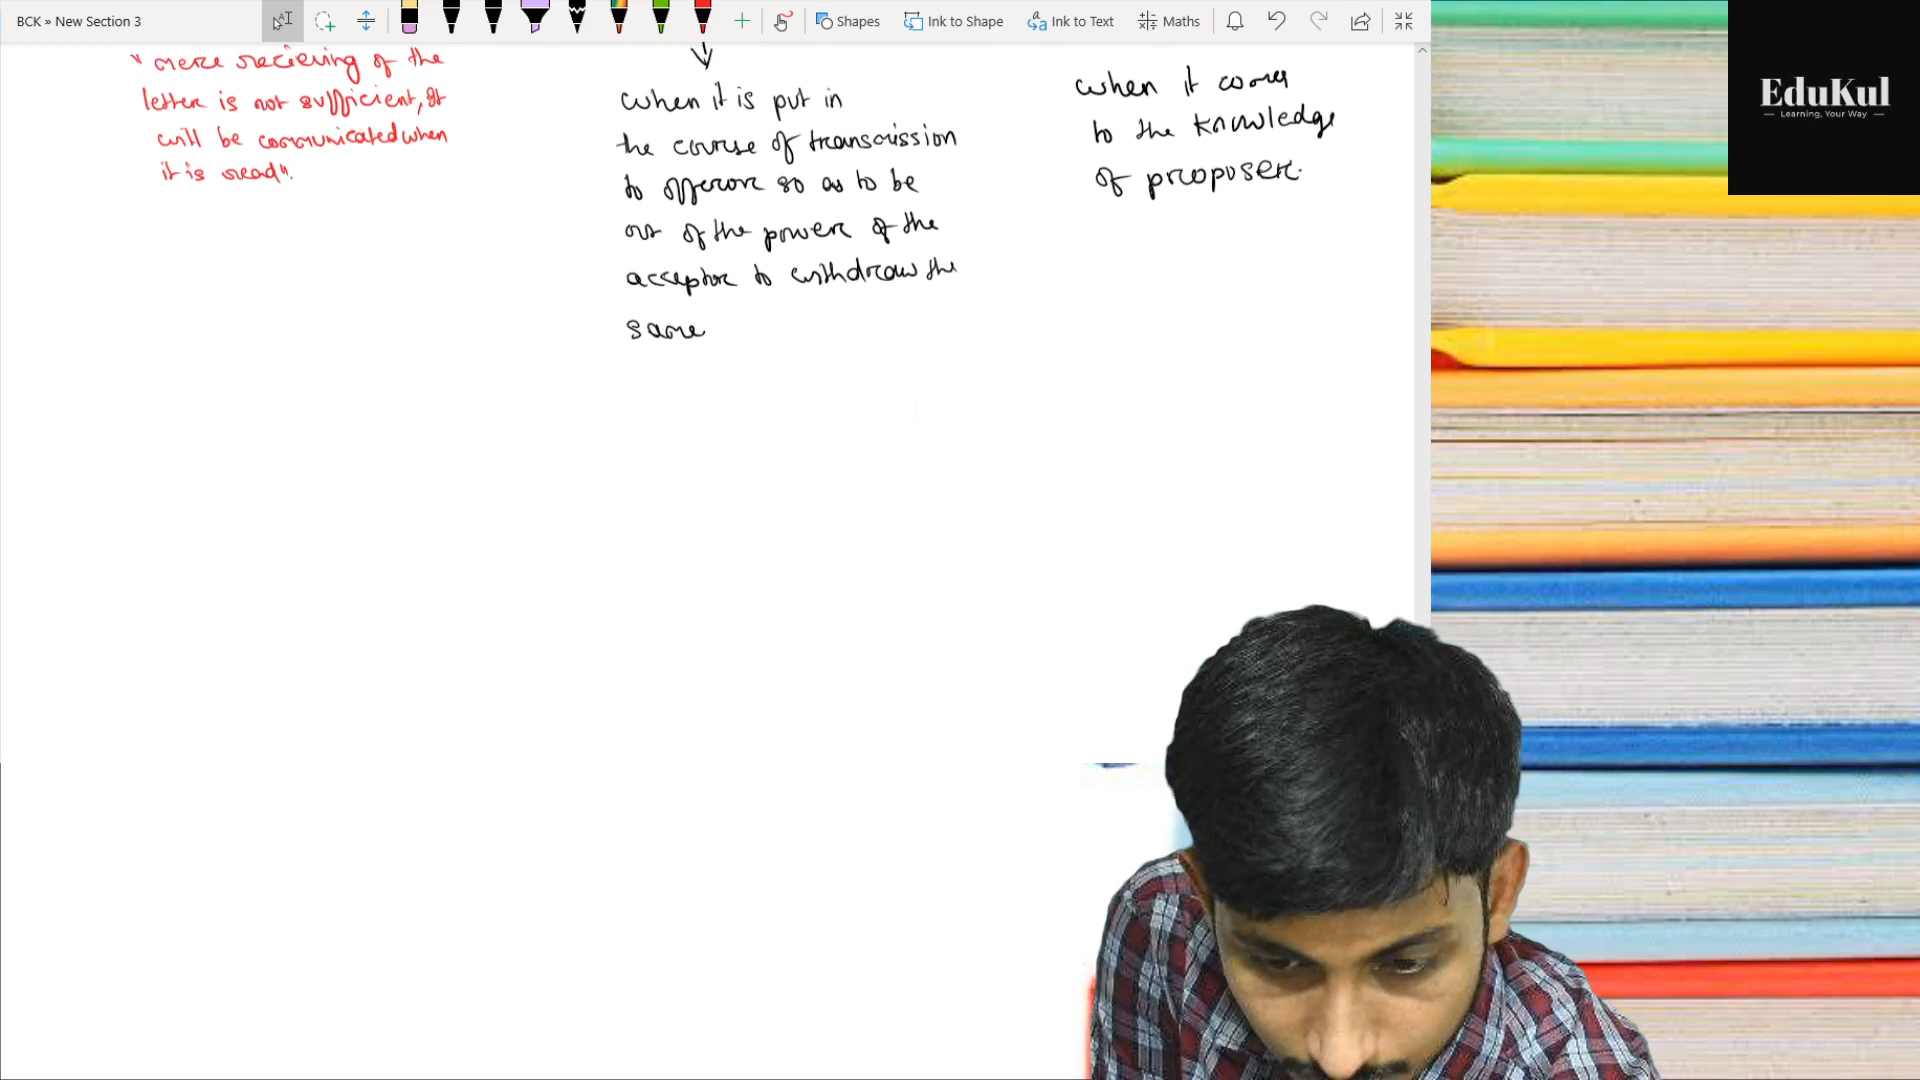 BCK » New Section 3
Shapes
Ink to Shape
Ink to Text
Maths
EduKul
— Learning, Your Way —
" mere recieving of the
letter is not sufficient, It
will be communicated when
it is read".
when it is put in
the course of transmission
to offeror so as to be
out of the power of the
acceptor to withdraw the
same
when it comes
to the knowledge
of proposer.